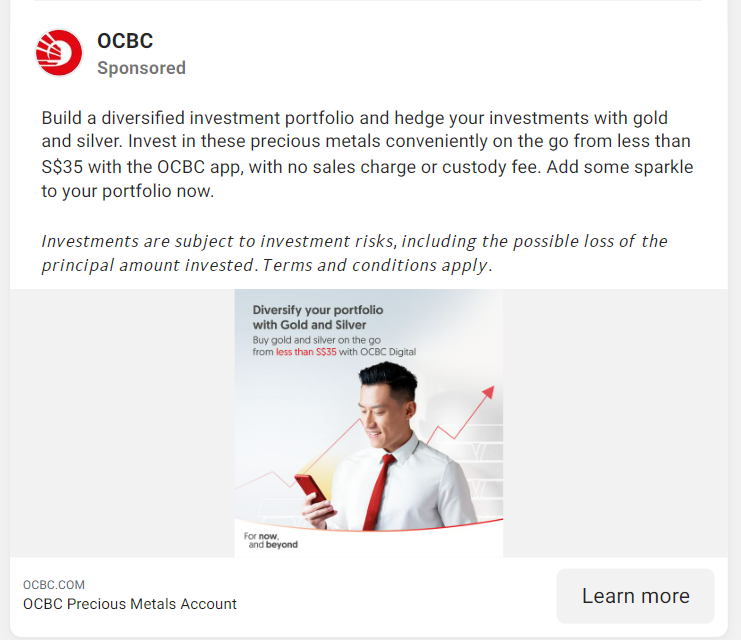 OCBC
Sponsored
Build a diversified investment portfolio and hedge your investments with gold
and silver. Invest in these precious metals conveniently on the go from less than
S$35 with the OCBC app, with no sales charge or custody fee. Add some sparkle
to your portfolio now.
Investments are subject to investment risks, including the possible loss of the
principal amount invested. Terms and conditions apply.
Diversify your portfolio
with Gold and Silver
Buy gold and silver on the go
from less than S$35 with OCBC Digital
For now,
and beyond
OCBC.COM
OCBC Precious Metals Account
Learn more